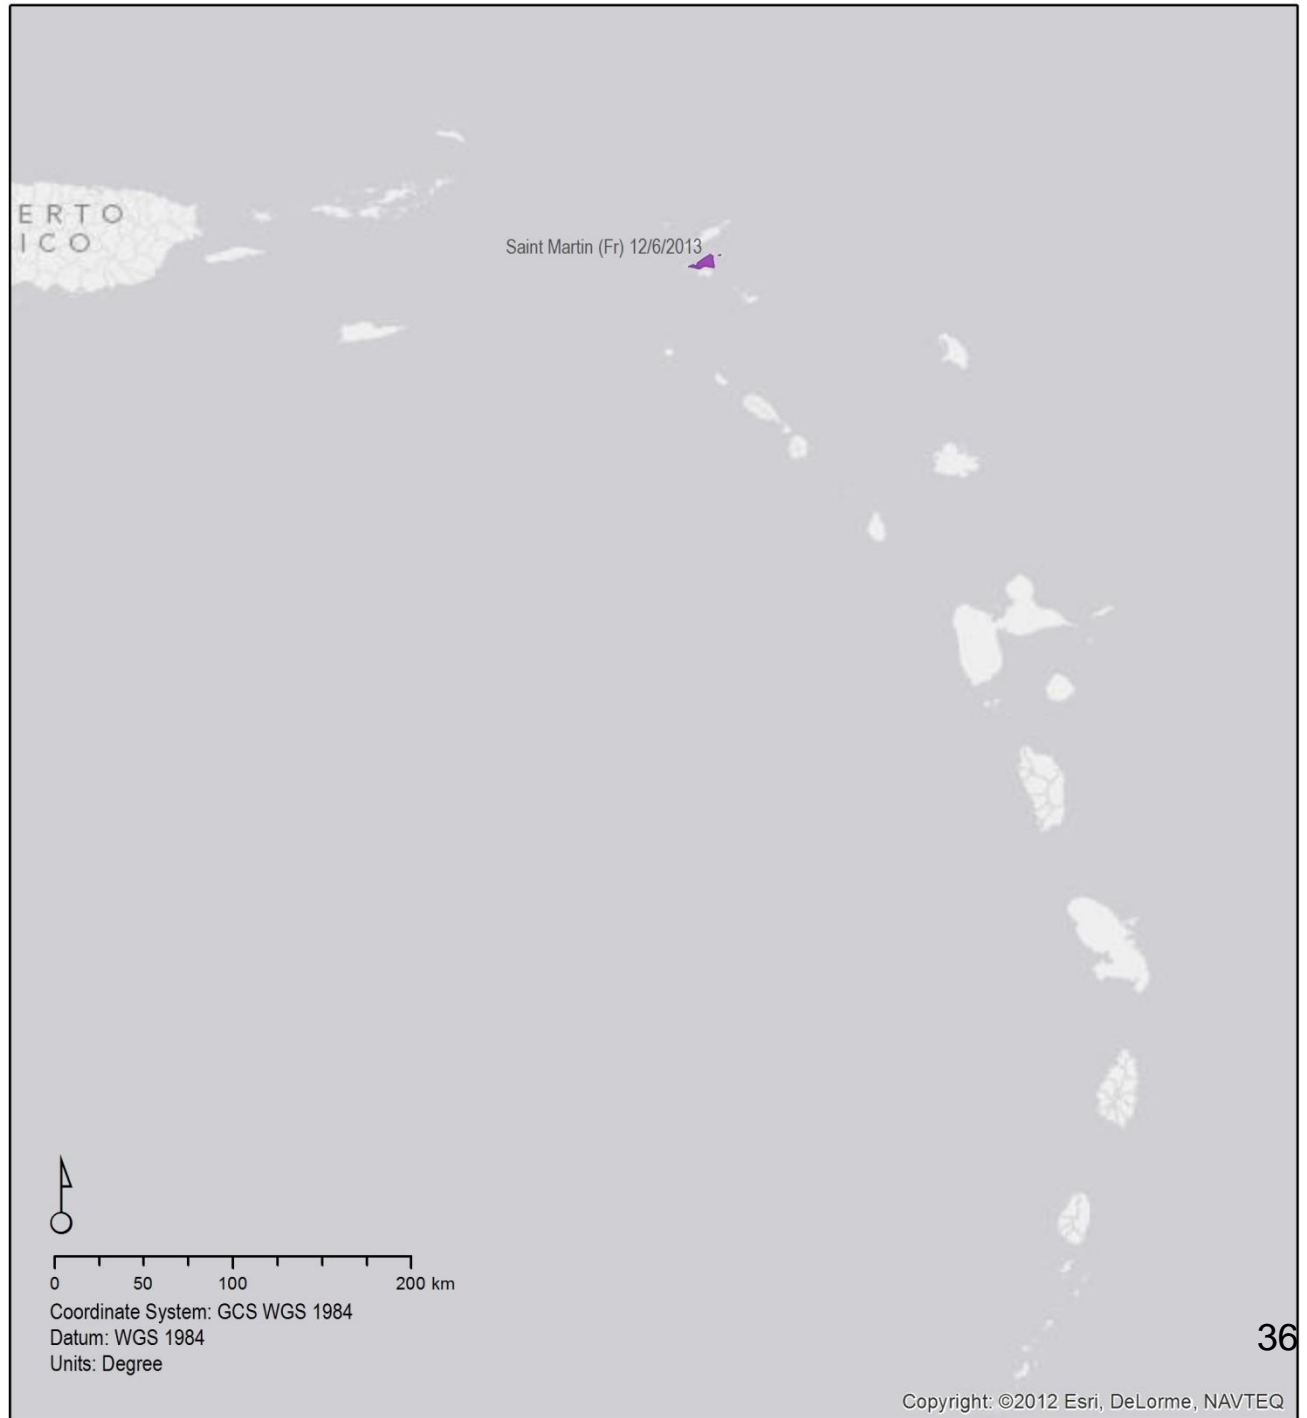 ERTO
ICO
Saint Martin (Fr) 12/6/2013
0 50 100 200 km
Coordinate System: GCS WGS 1984
Datum: WGS 1984
Units: Degree
36
Copyright: ©2012 Esri, DeLorme, NAVTEQ